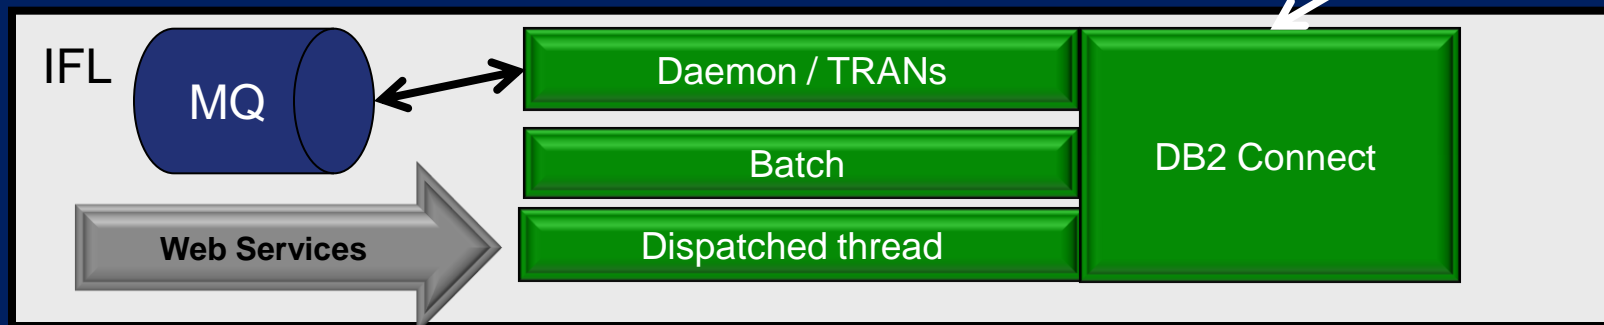 IFL
MQ
Daemon / TRANs
Batch
DB2 Connect
Web Services
Dispatched thread